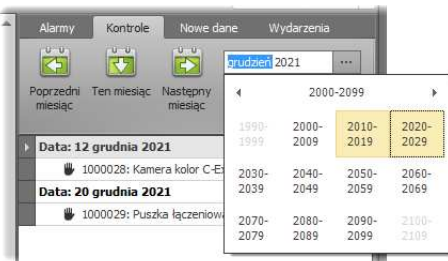 Alarmy Kontrole Nowe dane Wydarzenia
grudzień 2021 ...
Poprzedni miesiąc
Ten miesiąc
Następny miesiąc
2000-2099
1990-1999 2000-2009 2010-2019 2020-2029
2030-2039 2040-2049 2050-2059 2060-2069
2070-2079 2080-2089 2090-2099 2100-2109
Data: 12 grudnia 2021
1000028: Kamera kolor C-Ex
Data: 20 grudnia 2021
1000029: Puszka łączeniowa